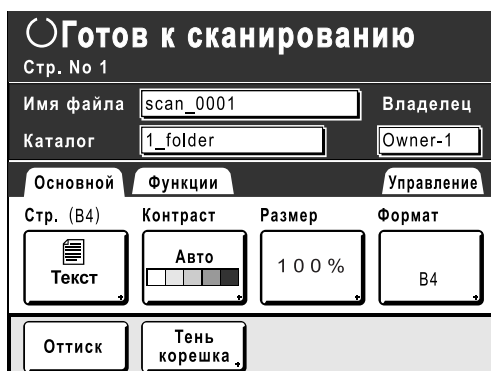 Готов к сканированию
Стр. No 1
Имя файла scan_0001 Владелец
Каталог 1_folder Owner-1
Основной Функции Управление
Стр. (B4) Контраст Размер Формат
Текст Авто 100% B4
Оттиск Тень корешка